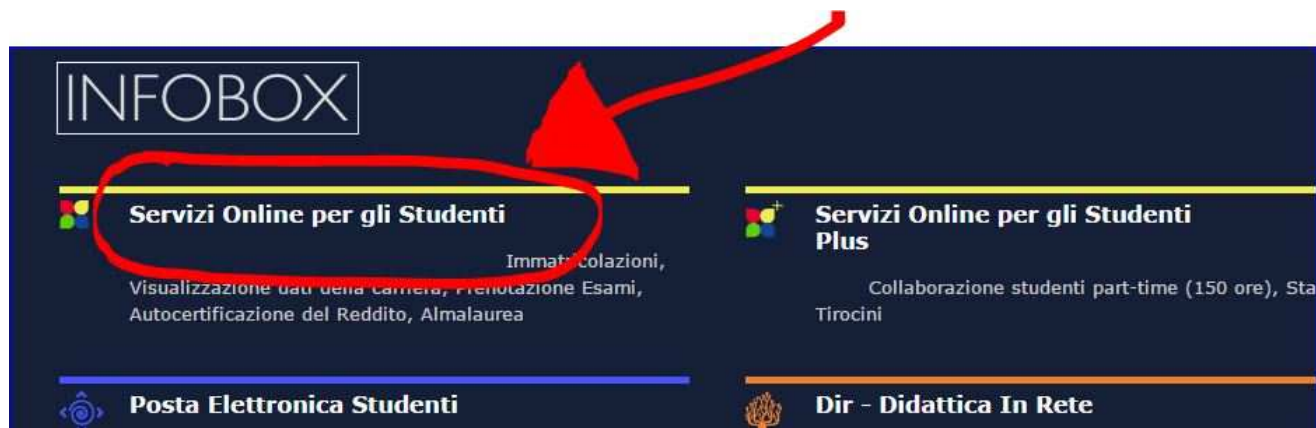 INFOBOX
Servizi Online per gli Studenti
Immatricolazioni,
Visualizzazione dati della carriera, Prenotazione Esami,
Autocertificazione del Reddito, Almalaurea
Servizi Online per gli Studenti
Plus
Collaborazione studenti part-time (150 ore), Sta
Tirocini
Posta Elettronica Studenti
Dir - Didattica In Rete